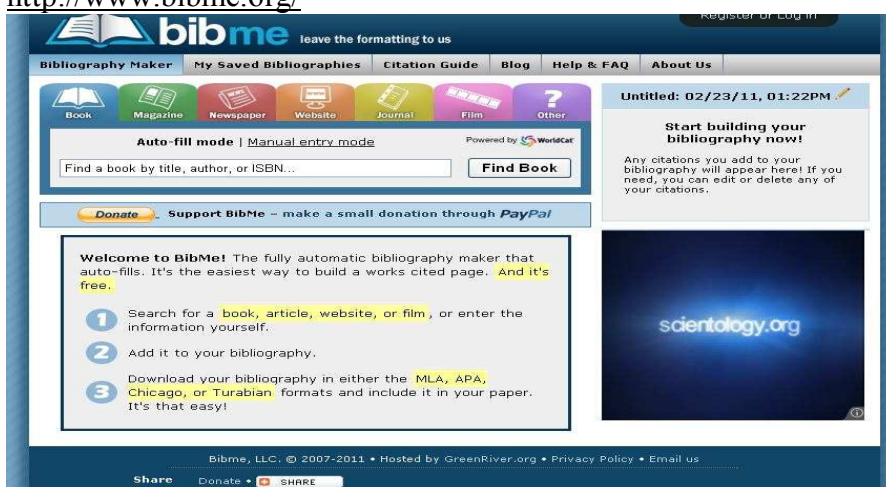 http://www.bibme.org/
Register or Log in
bibme leave the formatting to us
Bibliography Maker My Saved Bibliographies Citation Guide Blog Help & FAQ About Us
Book Magazine Newspaper Website Journal Film ? Other
Auto-fill mode | Manual entry mode Powered by WorldCat
Find a book by title, author, or ISBN... Find Book
Donate Support BibMe - make a small donation through PayPal
Welcome to BibMe! The fully automatic bibliography maker that
auto-fills. It's the easiest way to build a works cited page. And it's
free.
1 Search for a book, article, website, or film, or enter the
information yourself.
2 Add it to your bibliography.
3 Download your bibliography in either the MLA, APA,
Chicago, or Turabian formats and include it in your paper.
It's that easy!
Untitled: 02/23/11, 01:22PM
Start building your
bibliography now!
Any citations you add to your
bibliography will appear here! If you
need, you can edit or delete any of
your citations.
scientology.org
Bibme, LLC. © 2007-2011 • Hosted by GreenRiver.org • Privacy Policy • Email us
Share Donate • SHARE